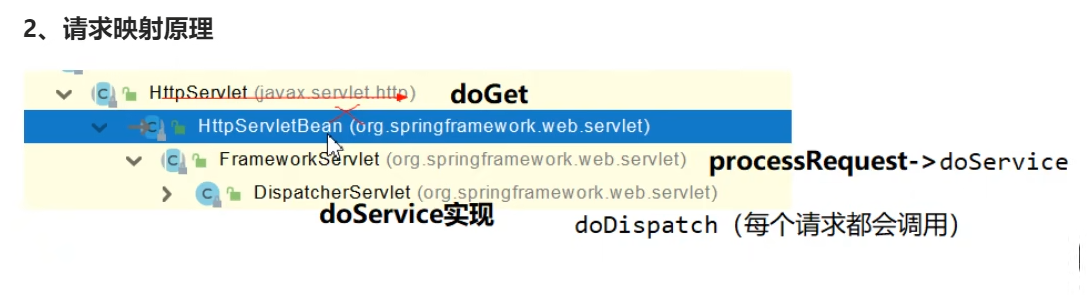 2、请求映射原理
HttpServlet (javax.servlet.http) doGet
HttpServletBean (org.springframework.web.servlet)
FrameworkServlet (org.springframework.web.servlet) processRequest->doService
DispatcherServlet (org.springframework.web.servlet)
doService实现 doDispatch（每个请求都会调用）